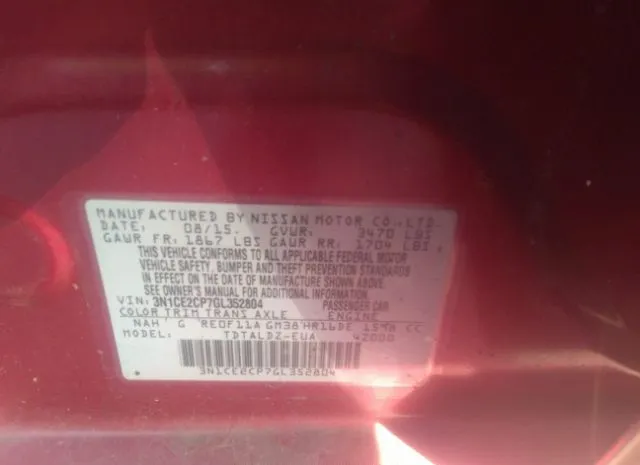 MANUFACTURED BY NISSAN MOTOR CO., LTD.
DATE: 08/15. GVWR: 3470 LBS
GAWR FR: 1867 LBS GAWR RR: 1704 LBS
THIS VEHICLE CONFORMS TO ALL APPLICABLE FEDERAL MOTOR
VEHICLE SAFETY, BUMPER AND THEFT PREVENTION STANDARDS
IN EFFECT ON THE DATE OF MANUFACTURE SHOWN ABOVE.
SEE OWNER'S MANUAL FOR ADDITIONAL INFORMATION
VIN: 3N1CE2CP7GL352804 PASSENGER CAR
COLOR TRIM TRANS AXLE ENGINE
NAH G RE0F11A GM38 HR16DE 1598 CC
MODEL: TDTALDZ-EUA 42000
3N1CE2CP7GL352804